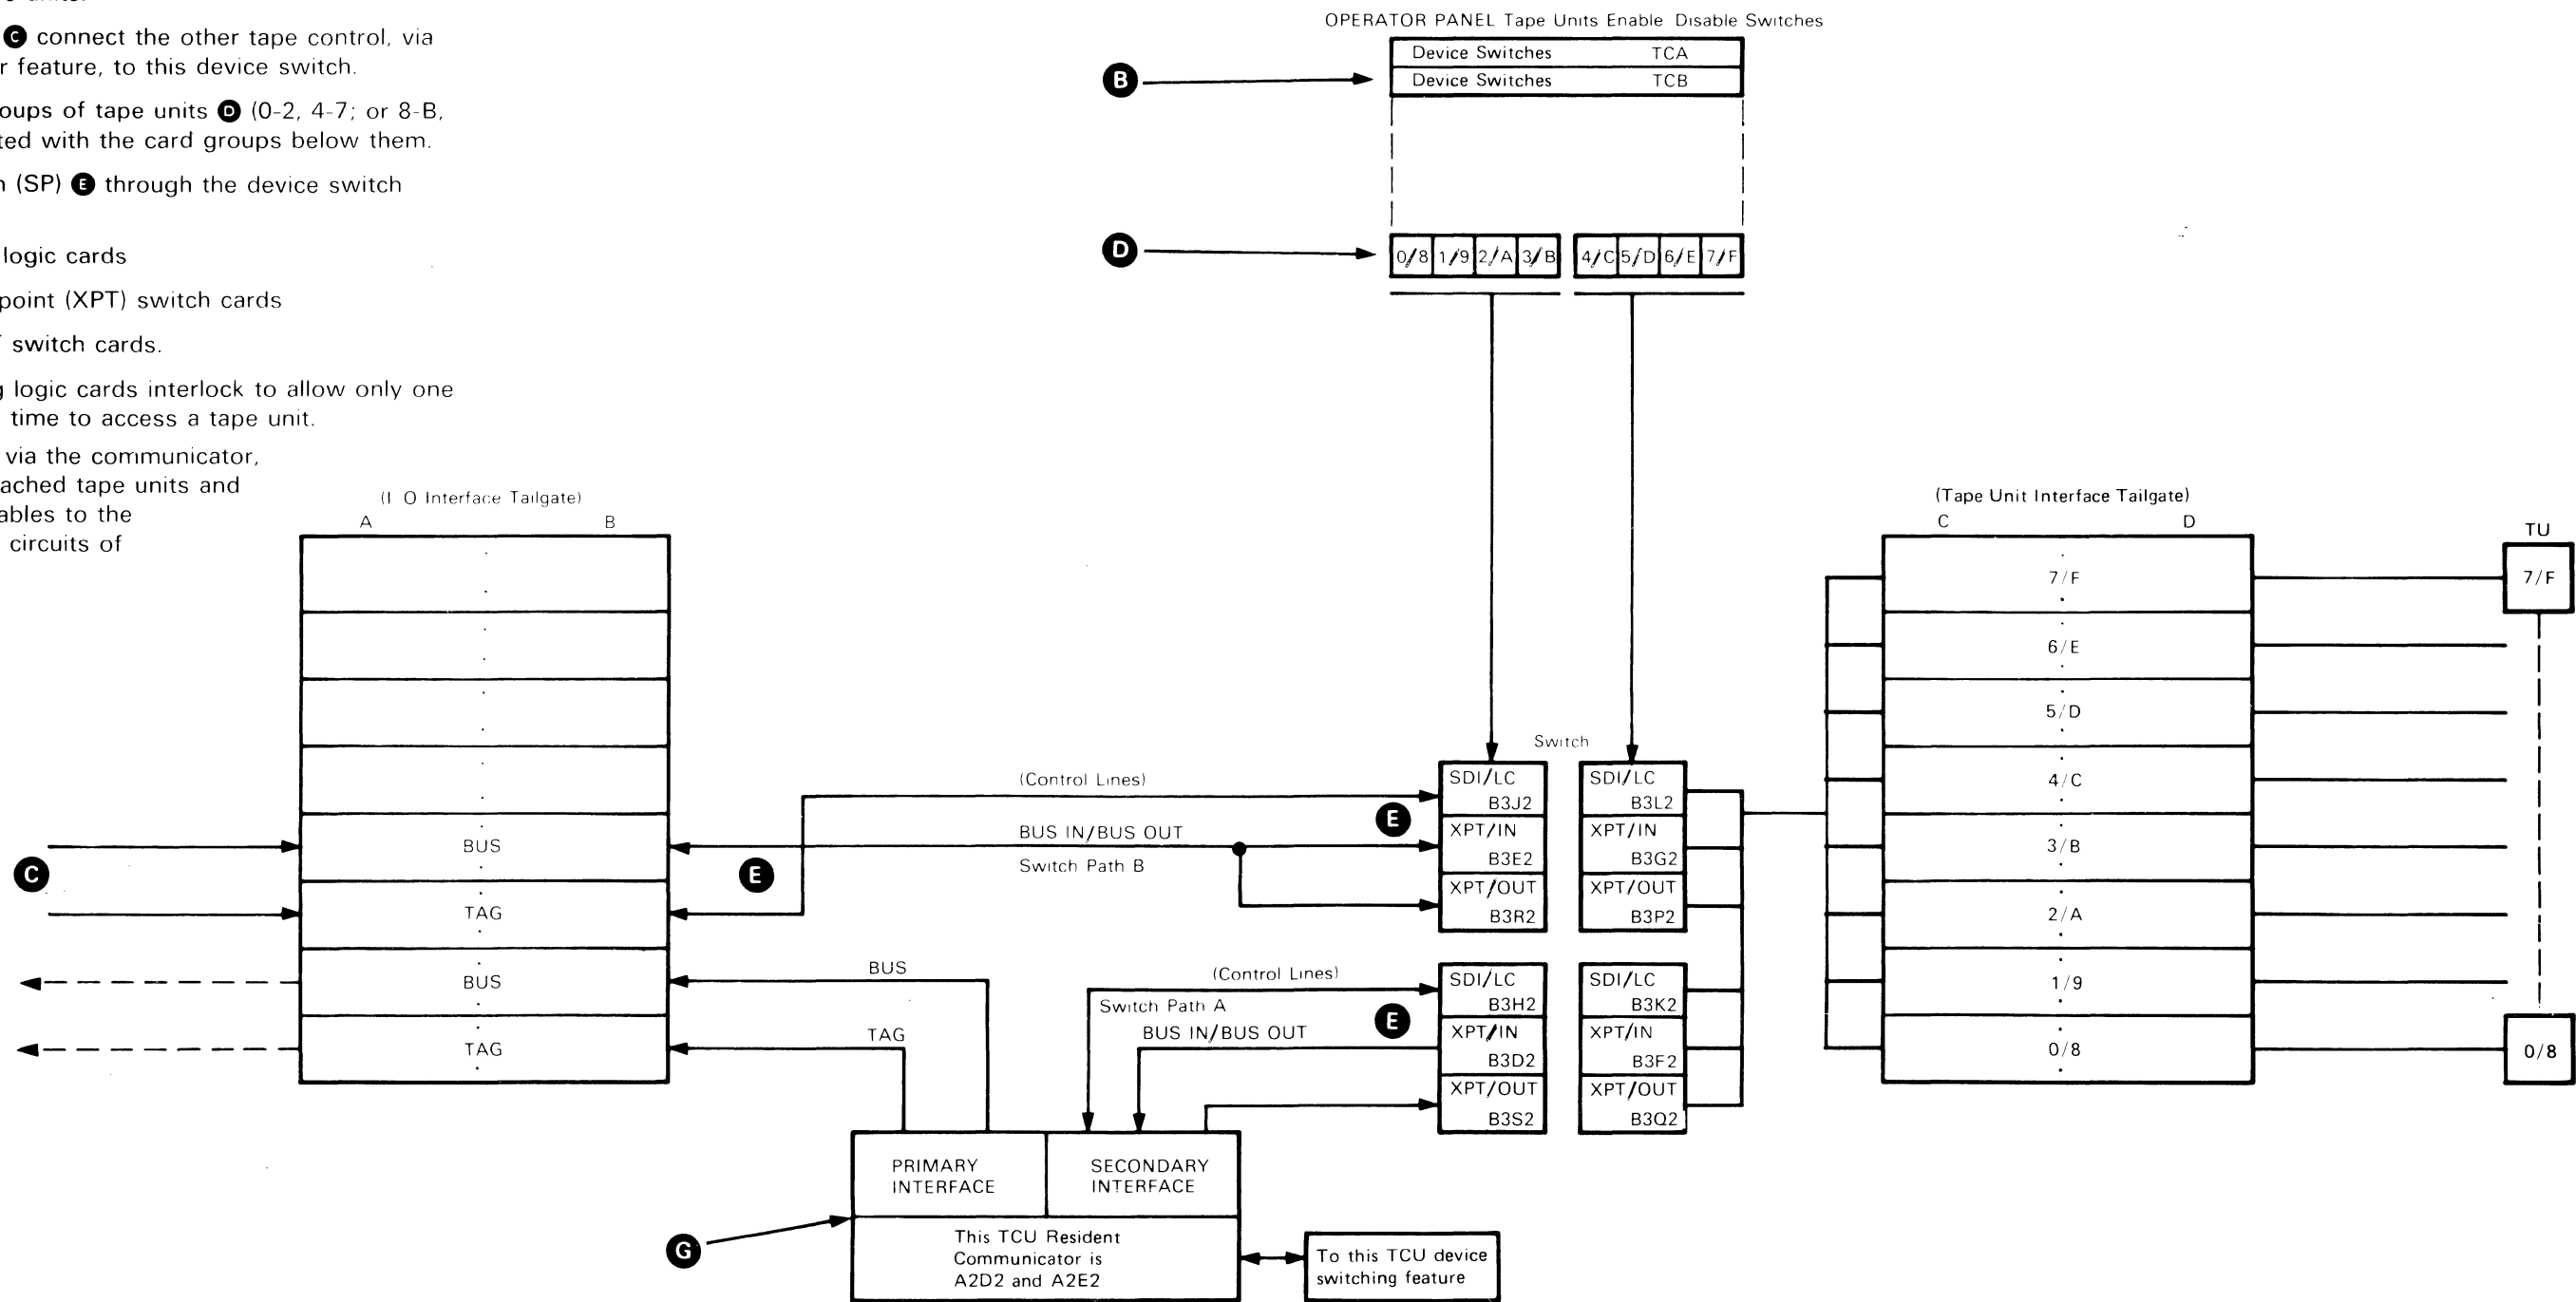 units.
C connect the other tape control, via
r feature, to this device switch.
oups of tape units D (0-2, 4-7; or 8-B,
ted with the card groups below them.
(SP) E through the device switch
logic cards
point (XPT) switch cards
switch cards.
logic cards interlock to allow only one
time to access a tape unit.
via the communicator,
ached tape units and
ables to the
circuits of
OPERATOR PANEL Tape Units Enable Disable Switches
Device Switches TCA
Device Switches TCB
B
D
0/8 1/9 2/A 3/B 4/C 5/D 6/E 7/F
(I O Interface Tailgate)
A B
BUS
TAG
BUS
TAG
C
E
(Control Lines)
BUS IN/BUS OUT
Switch Path B
E
Switch
SDI/LC
B3J2
XPT/IN
B3E2
XPT/OUT
B3R2
SDI/LC
B3L2
XPT/IN
B3G2
XPT/OUT
B3P2
BUS
TAG
(Control Lines)
Switch Path A
BUS IN/BUS OUT
E
SDI/LC
B3H2
XPT/IN
B3D2
XPT/OUT
B3S2
SDI/LC
B3K2
XPT/IN
B3F2
XPT/OUT
B3Q2
PRIMARY
INTERFACE
SECONDARY
INTERFACE
This TCU Resident
Communicator is
A2D2 and A2E2
G
To this TCU device
switching feature
(Tape Unit Interface Tailgate)
C D
7/F
6/E
5/D
4/C
3/B
2/A
1/9
0/8
TU
7/F
0/8